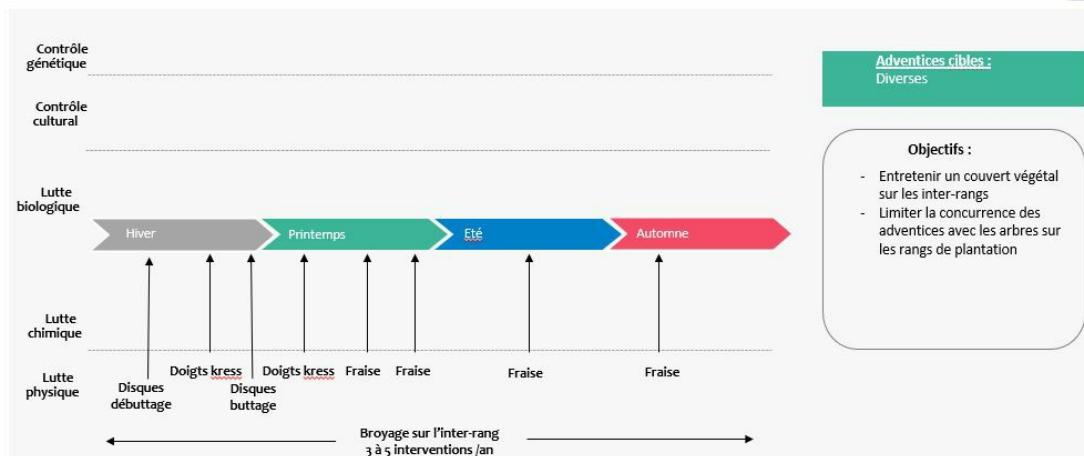 Contrôle
génétique
Contrôle
cultural
Lutte
biologique
Hiver
Printemps
Eté
Automne
Lutte
chimique
Lutte
physique
Disques
débuttage
Doigts kress
Disques
buttage
Doigts kress
Fraise
Fraise
Fraise
Fraise
Broyage sur l’inter-rang
3 à 5 interventions /an
Adventices cibles :
Diverses
Objectifs :
- Entretenir un couvert végétal
sur les inter-rangs
- Limiter la concurrence des
adventices avec les arbres sur
les rangs de plantation